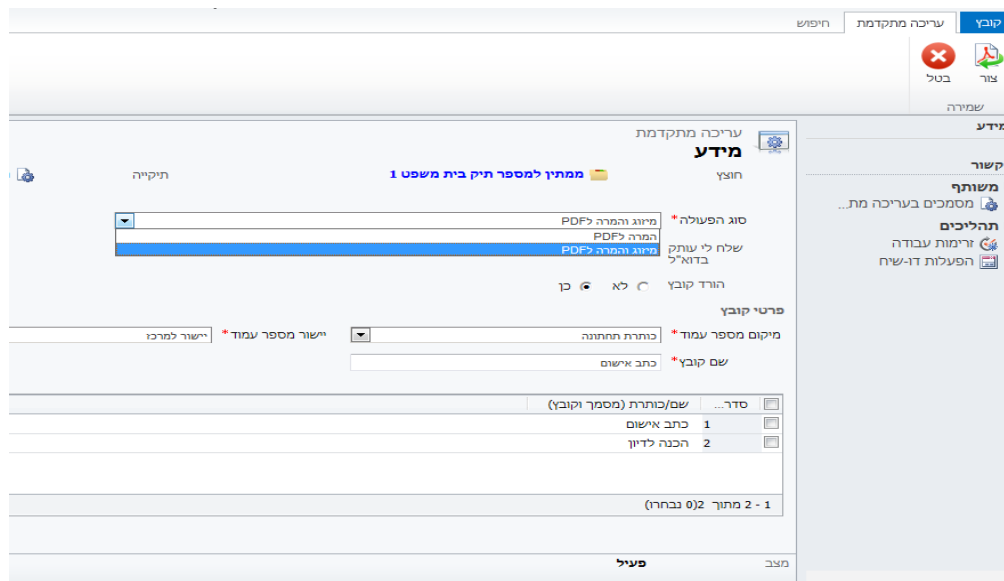 קובץ
עריכה מתקדמת
חיפוש
צור
בטל
שמירה
מידע
קשור
משותף
מסמכים בעריכה מת...
תהליכים
זרימות עבודה
הפעלות דו-שיח
עריכה מתקדמת
מידע
חוצץ ממתין למספר תיק בית משפט 1 תיקייה
סוג הפעולה* מיזוג והמרה לPDF
המרה לPDF
מיזוג והמרה לPDF
שלח לי עותק
בדוא"ל
הורד קובץ לא כן
פרטי קובץ
מיקום מספר עמוד* כותרת תחתונה יישור מספר עמוד* יישור למרכז
שם קובץ* כתב אישום
סדר... שם/כותרת (מסמך וקובץ)
1 כתב אישום
2 הכנה לדיון
1 - 2 מתוך 2(0 נבחרו)
מצב פעיל